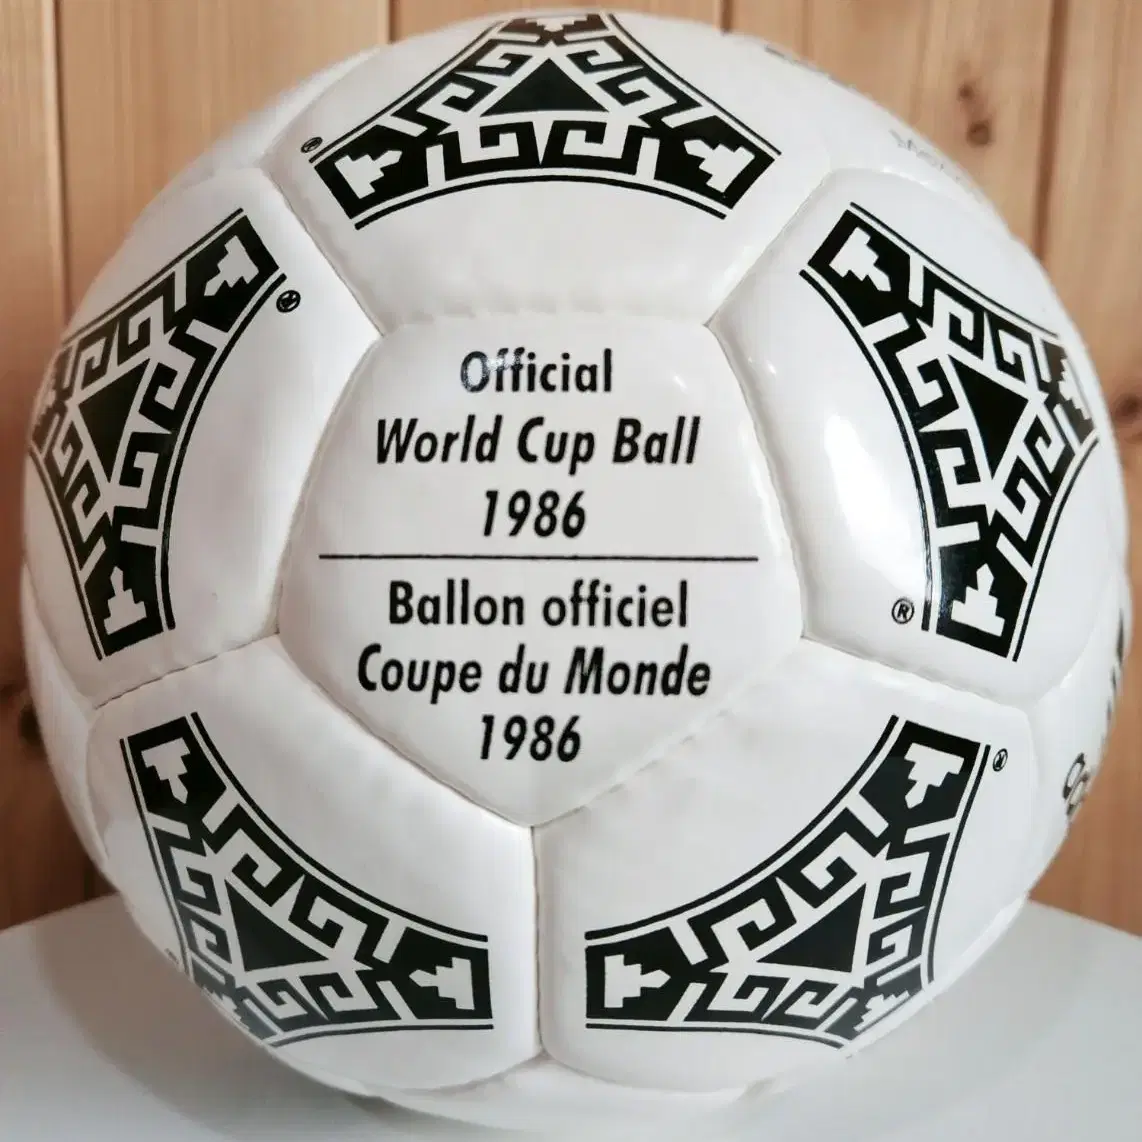 Official
World Cup Ball
1986
Ballon officiel
Coupe du Monde
1986
®